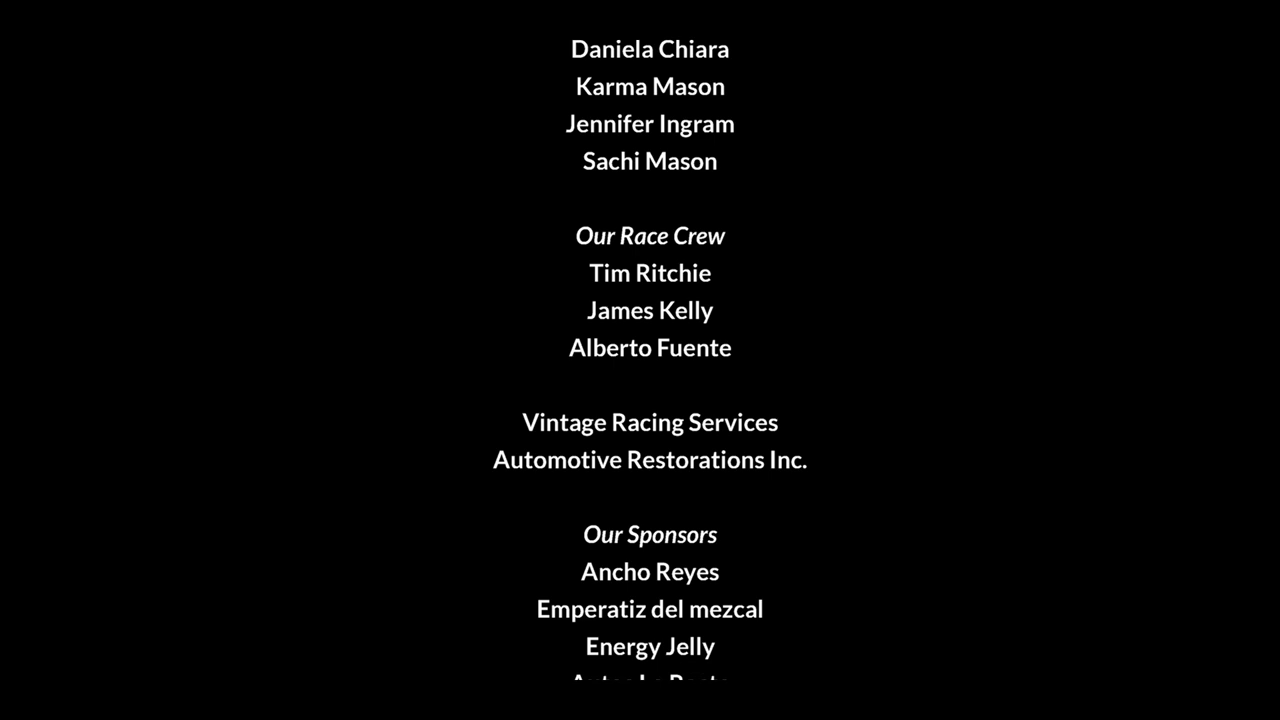 Daniela Chiara
Karma Mason
Jennifer Ingram
Sachi Mason
Our Race Crew
Tim Ritchie
James Kelly
Alberto Fuente
Vintage Racing Services
Automotive Restorations Inc.
Our Sponsors
Ancho Reyes
Emperatiz del mezcal
Energy Jelly